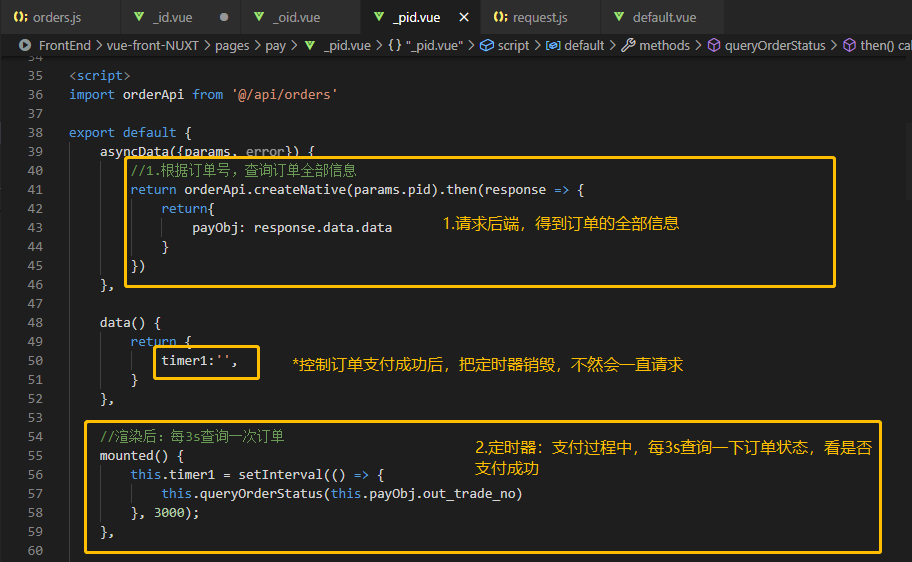 orders.js
_id.vue
_oid.vue
_pid.vue
request.js
default.vue
FrontEnd > vue-front-NUXT > pages > pay > _pid.vue > {} "_pid.vue" > script > default > methods > queryOrderStatus > then() cal
34
35 <script>
36 import orderApi from '@/api/orders'
37
38 export default {
39 asyncData({params, error}) {
40 //1.根据订单号，查询订单全部信息
41 return orderApi.createNative(params.pid).then(response => {
42 return{
43 payObj: response.data.data
1.请求后端，得到订单的全部信息
44 }
45 })
46 },
47
48 data() {
49 return {
50 timer1:'',
*控制订单支付成功后，把定时器销毁，不然会一直请求
51 }
52 },
53
54 //渲染后：每3s查询一次订单
55 mounted() {
2.定时器：支付过程中，每3s查询一下订单状态，看是否
支付成功
56 this.timer1 = setInterval(() => {
57 this.queryOrderStatus(this.payObj.out_trade_no)
58 }, 3000);
59 },
60